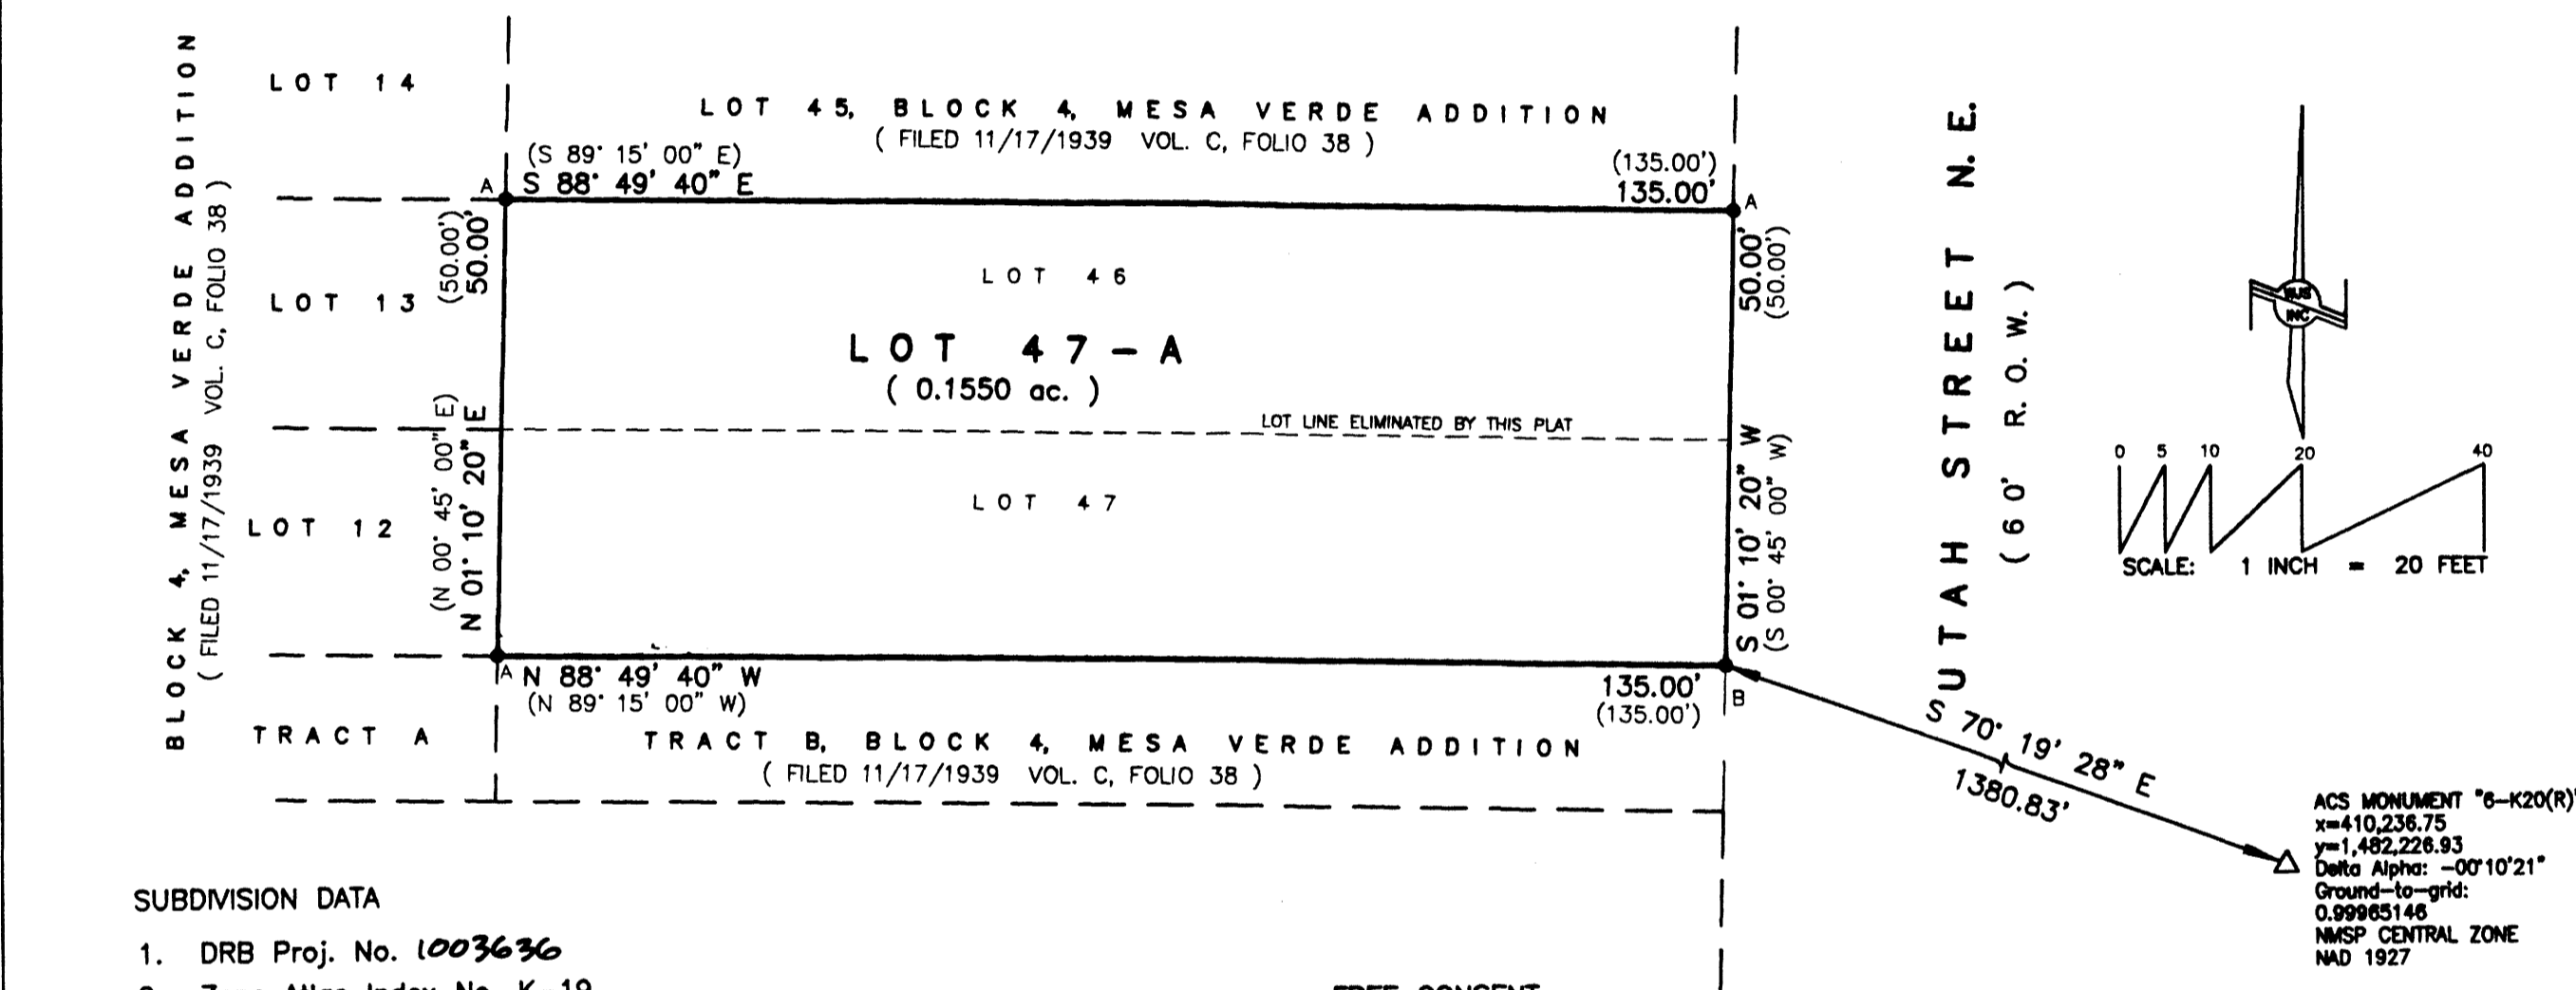 BLOCK 4, MESA VERDE ADDITION
( FILED 11/17/1939 VOL. C, FOLIO 38 )
LOT 14
LOT 13
LOT 12
TRACT A
LOT 45, BLOCK 4, MESA VERDE ADDITION
( FILED 11/17/1939 VOL. C, FOLIO 38 )
(S 89° 15' 00" E)
S 88° 49' 40" E
(135.00')
135.00'
A
A
(50.00')
50.00'
(N 00° 45' 00" E)
N 01° 10' 20" E
LOT 46
LOT 47-A
( 0.1550 ac. )
LOT LINE ELIMINATED BY THIS PLAT
LOT 47
50.00'
(50.00')
S 01° 10' 20" W
(S 00° 45' 00" W)
A
N 88° 49' 40" W
(N 89° 15' 00" W)
135.00'
(135.00')
B
TRACT B, BLOCK 4, MESA VERDE ADDITION
( FILED 11/17/1939 VOL. C, FOLIO 38 )
UTAH STREET N.E.
( 60' R.O.W. )
S
S 70° 19' 28" E
1380.83'
INC
0 5 10 20 40
SCALE: 1 INCH = 20 FEET
ACS MONUMENT "6-K20(R)"
x=410,236.75
y=1,482,226.93
Delta Alpha: -00°10'21"
Ground-to-grid:
0.99965146
NMSP CENTRAL ZONE
NAD 1927
SUBDIVISION DATA
1. DRB Proj. No. 1003636
Index No. K-19
FREE CONSENT